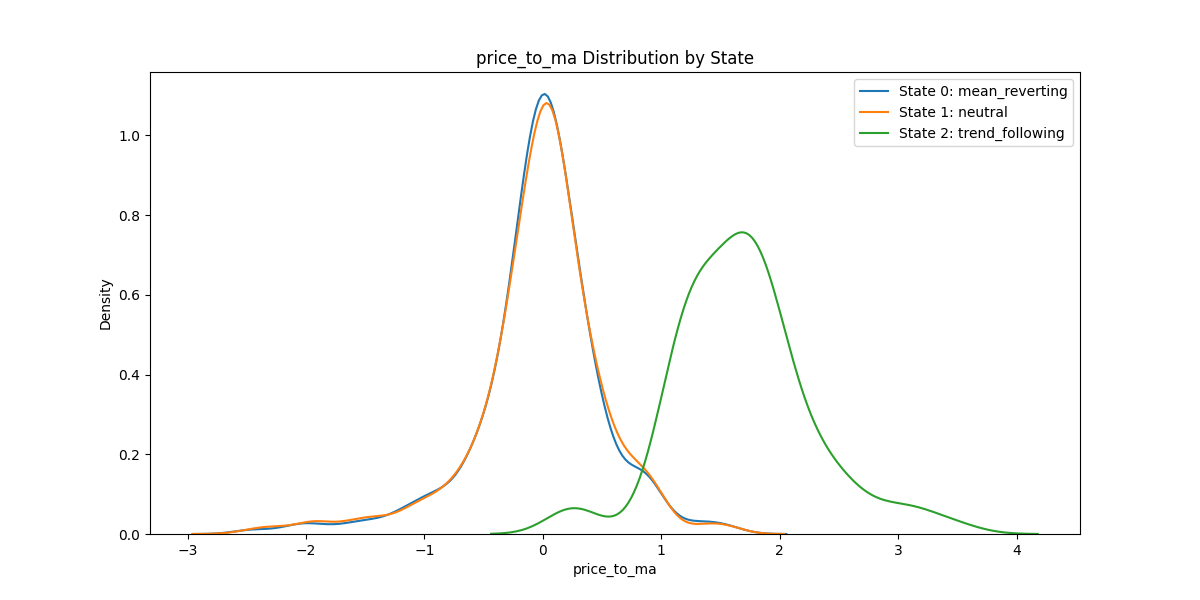 price_to_ma Distribution by State
State 0: mean_reverting
State 1: neutral
State 2: trend_following
Density
1.0
0.8
0.6
0.4
0.2
0.0
−3 −2 −1 0 1 2 3 4
price_to_ma